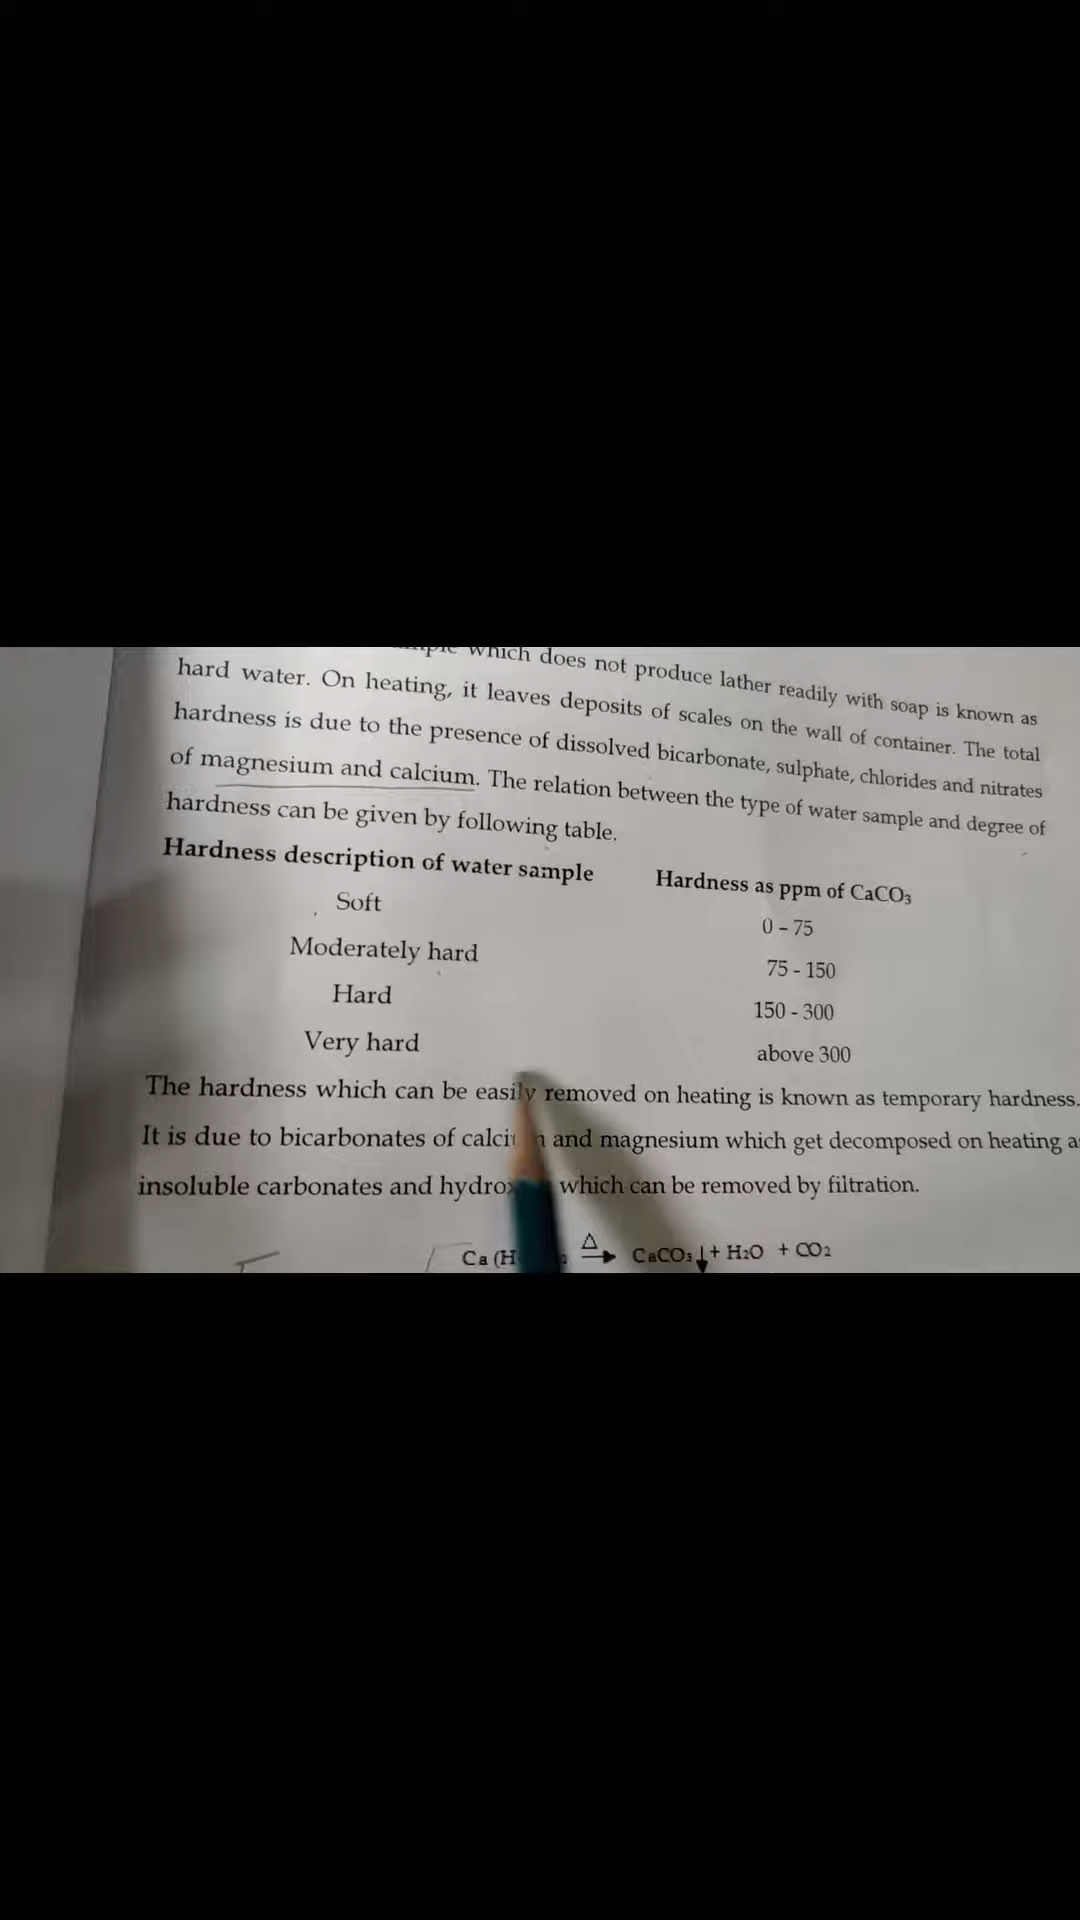 which does not produce lather readily with soap is known as
hard water. On heating, it leaves deposits of scales on the wall of container. The total
hardness is due to the presence of dissolved bicarbonate, sulphate, chlorides and nitrates
of magnesium and calcium. The relation between the type of water sample and degree of
hardness can be given by following table.
Hardness description of water sample Hardness as ppm of CaCO₃
Soft 0 – 75
Moderately hard 75 - 150
Hard 150 - 300
Very hard above 300
The hardness which can be easily removed on heating is known as temporary hardness.
It is due to bicarbonates of and magnesium which get decomposed on heating
insoluble carbonates and which can be removed by filtration.
Ca (H Δ CaCO₃↓ + H₂O + CO₂